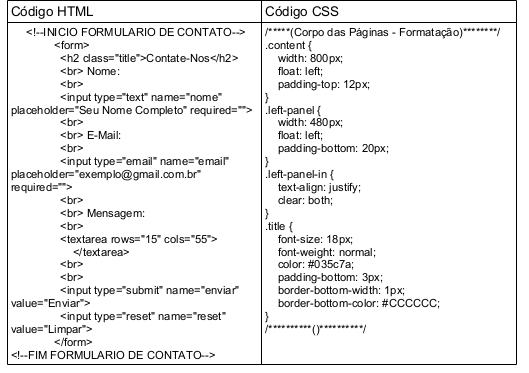 Código HTML
<!--INICIO FORMULARIO DE CONTATO-->
<form>
<h2 class="title">Contate-Nos</h2>
<br> Nome:
<br>
<input type="text" name="nome"
placeholder="Seu Nome Completo" required="">
<br>
<br> E-Mail:
<br>
<input type="email" name="email"
placeholder="exemplo@gmail.com.br"
required="">
<br>
<br> Mensagem:
<br>
<textarea rows="15" cols="55">
</textarea>
<br>
<br>
<input type="submit" name="enviar"
value="Enviar">
<input type="reset" name="reset"
value="Limpar">
</form>
<!--FIM FORMULARIO DE CONTATO-->
Código CSS
/*****(Corpo das Páginas - Formatação)********/
.content {
width: 800px;
float: left;
padding-top: 12px;
}
.left-panel {
width: 480px;
float: left;
padding-bottom: 20px;
}
.left-panel-in {
text-align: justify;
clear: both;
}
.title {
font-size: 18px;
font-weight: normal;
color: #035c7a;
padding-bottom: 3px;
border-bottom-width: 1px;
border-bottom-color: #CCCCCC;
}
/**********()**********/